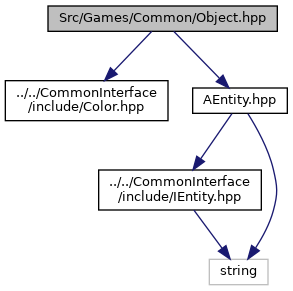 Src/Games/Common/Object.hpp
../../CommonInterface
/include/Color.hpp
AEntity.hpp
../../CommonInterface
/include/IEntity.hpp
string